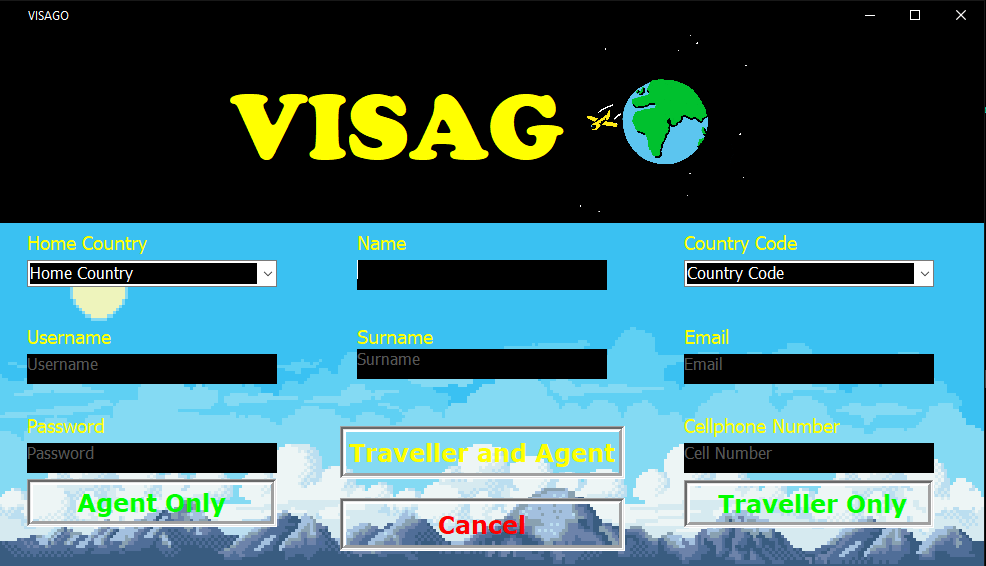 VISAGO
VISAG
Home Country
Name
Country Code
Home Country
Country Code
Username
Surname
Email
Username
Surname
Email
Password
Cellphone Number
Password
Traveller and Agent
Cell Number
Agent Only
Traveller Only
Cancel